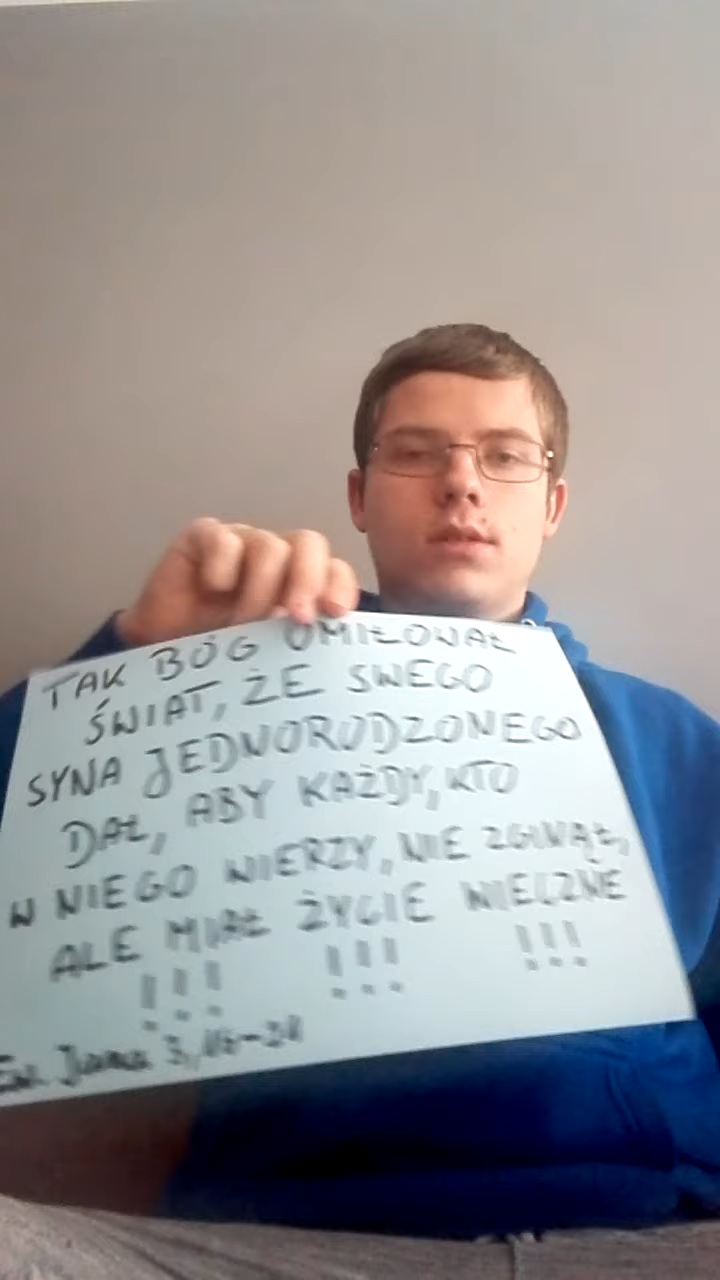 TAK BÓG UMIŁOWAŁ
ŚWIAT, ŻE SWEGO
SYNA JEDNORODZONEGO
DAŁ, ABY KAŻDY, KTO
W NIEGO WIERZY, NIE ZGINĄŁ,
ALE MIAŁ ŻYCIE WIECZNE
!!! !!! !!!
Ew. Jana 3, 16-21